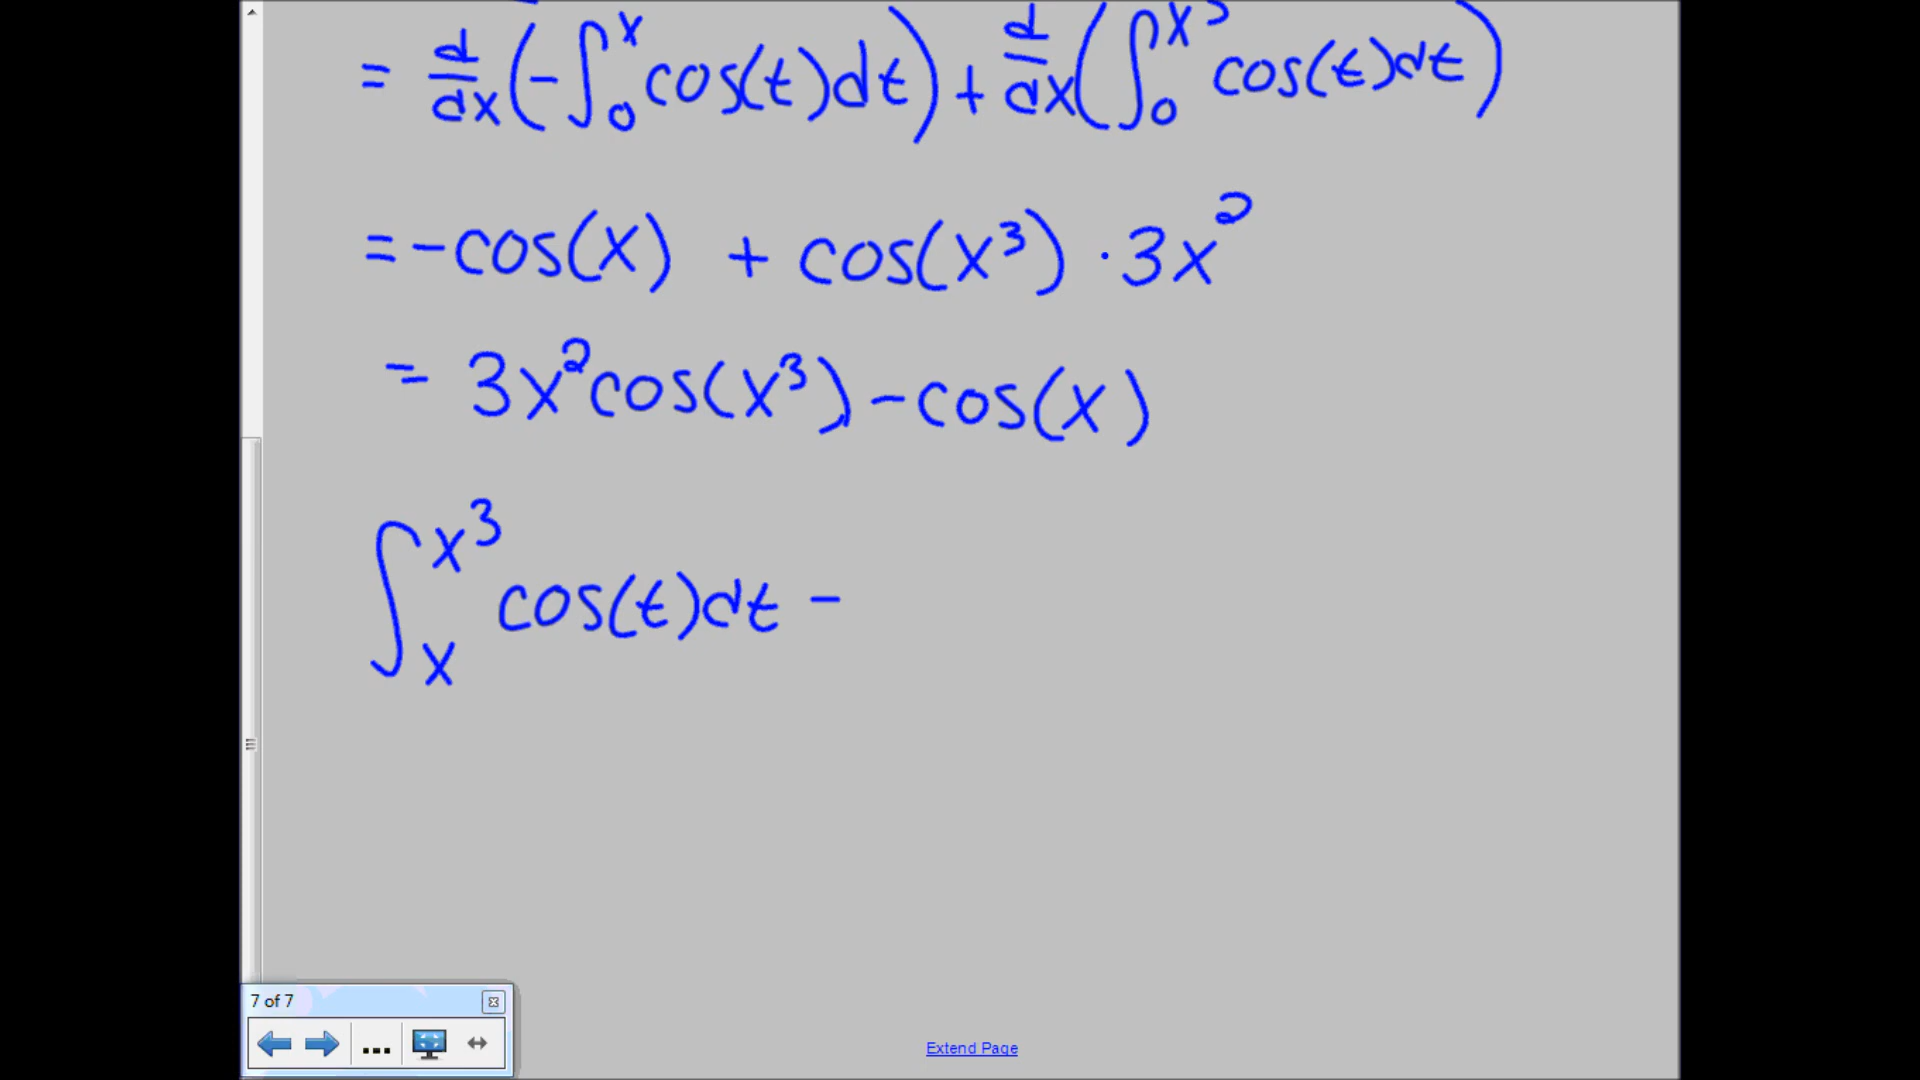 = d/dx(-∫₀ˣ cos(t)dt) + d/dx(∫₀^x³ cos(t)dt)
= -cos(x) + cos(x³) · 3x²
= 3x²cos(x³) - cos(x)
∫ₓ^x³ cos(t)dt -
7 of 7
...
Extend Page